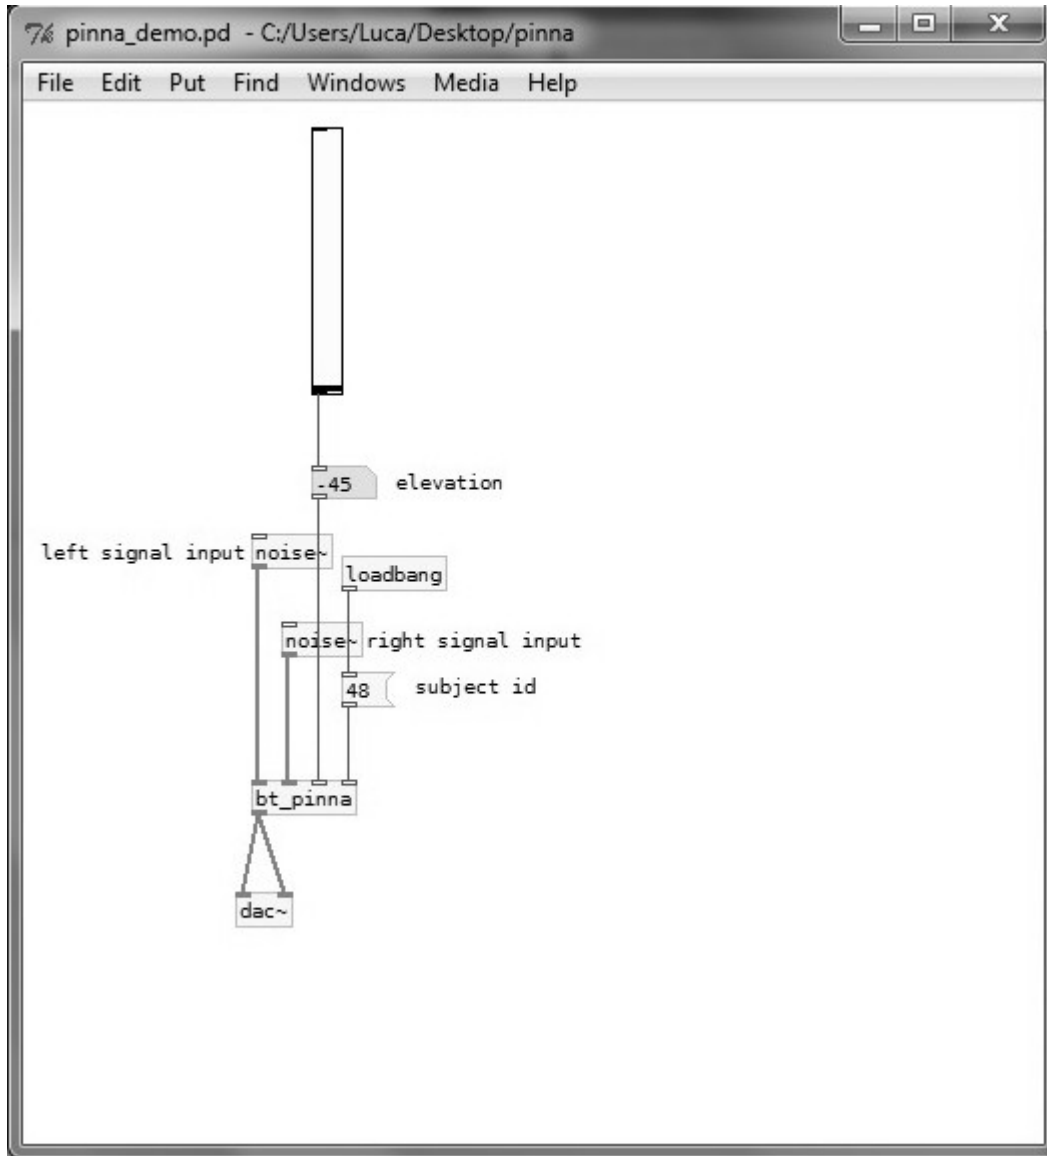 pinna_demo.pd - C:/Users/Luca/Desktop/pinna
File Edit Put Find Windows Media Help
-45 elevation
left signal input noise~
loadbang
noise~ right signal input
48 subject id
bt_pinna
dac~